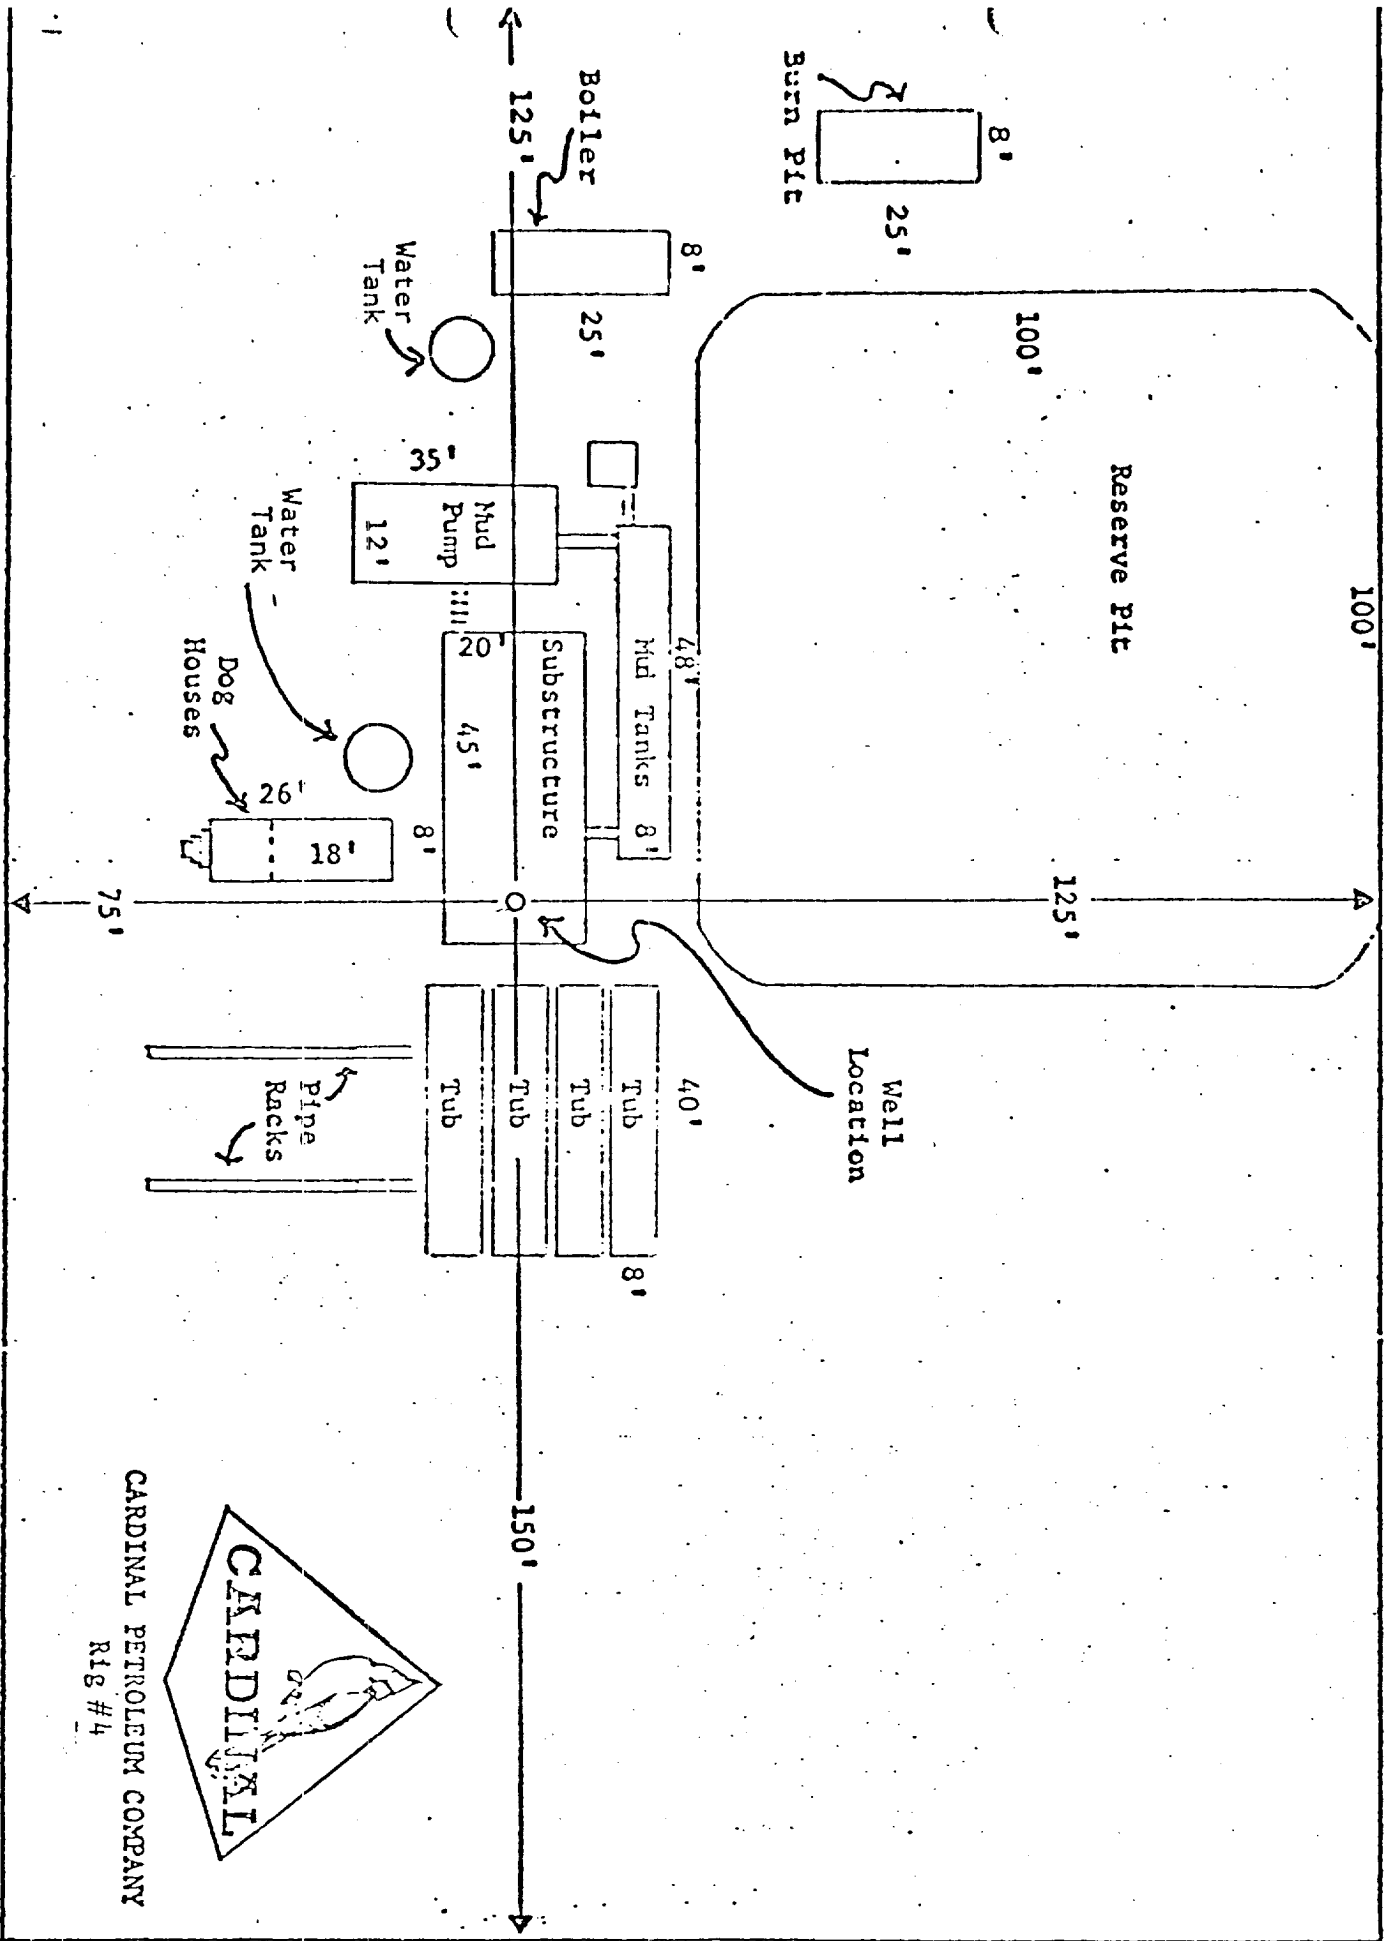 100'
Reserve Pit
100'
125'
Burn Pit
8'
25'
Well
Location
Boiler
8'
25'
125'
Water
Tank
48'
Mud Tanks 8'
35'
Mud
Pump
12'
Substructure
20'
45'
Water
Tank
Dog
Houses
26'
18'
8'
75'
40'
Tub
Tub
Tub
Tub
8'
Pipe
Racks
150'
CARDINAL
CARDINAL PETROLEUM COMPANY
Rig #4